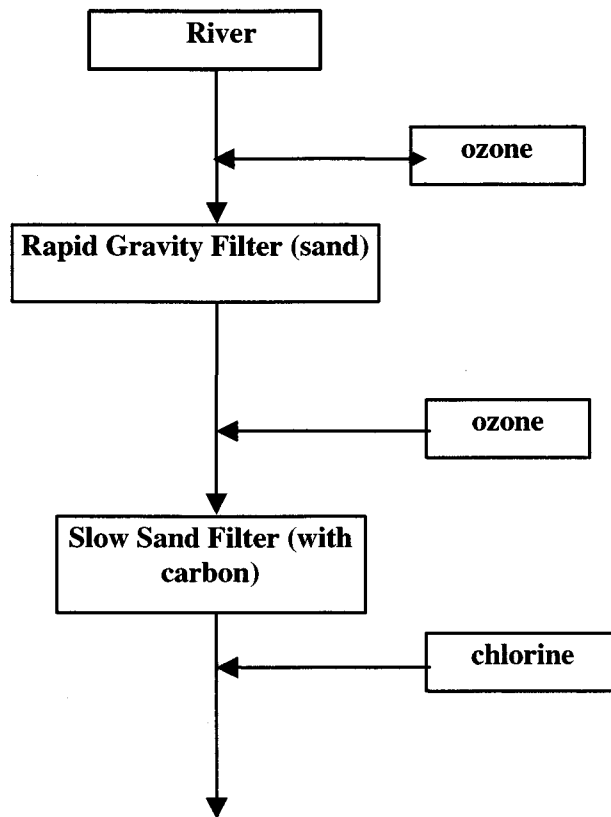 River
ozone
Rapid Gravity Filter (sand)
ozone
Slow Sand Filter (with
carbon)
chlorine